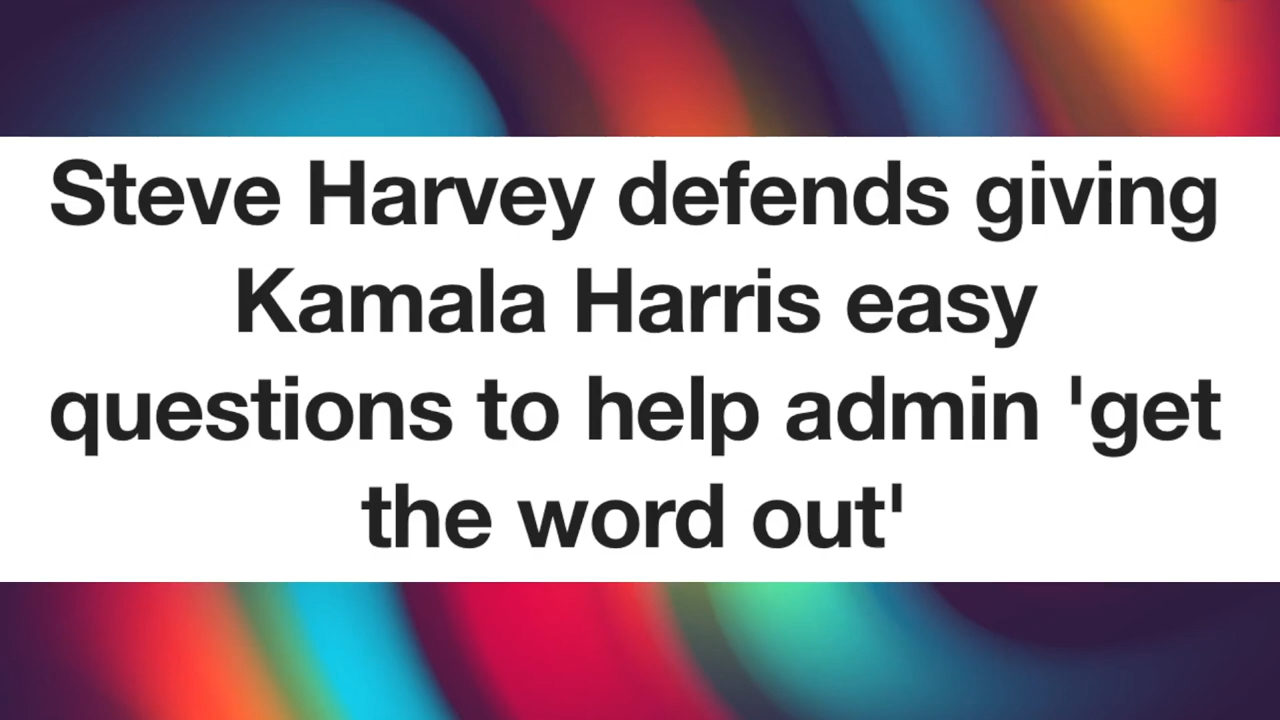 Steve Harvey defends giving
Kamala Harris easy
questions to help admin 'get
the word out'